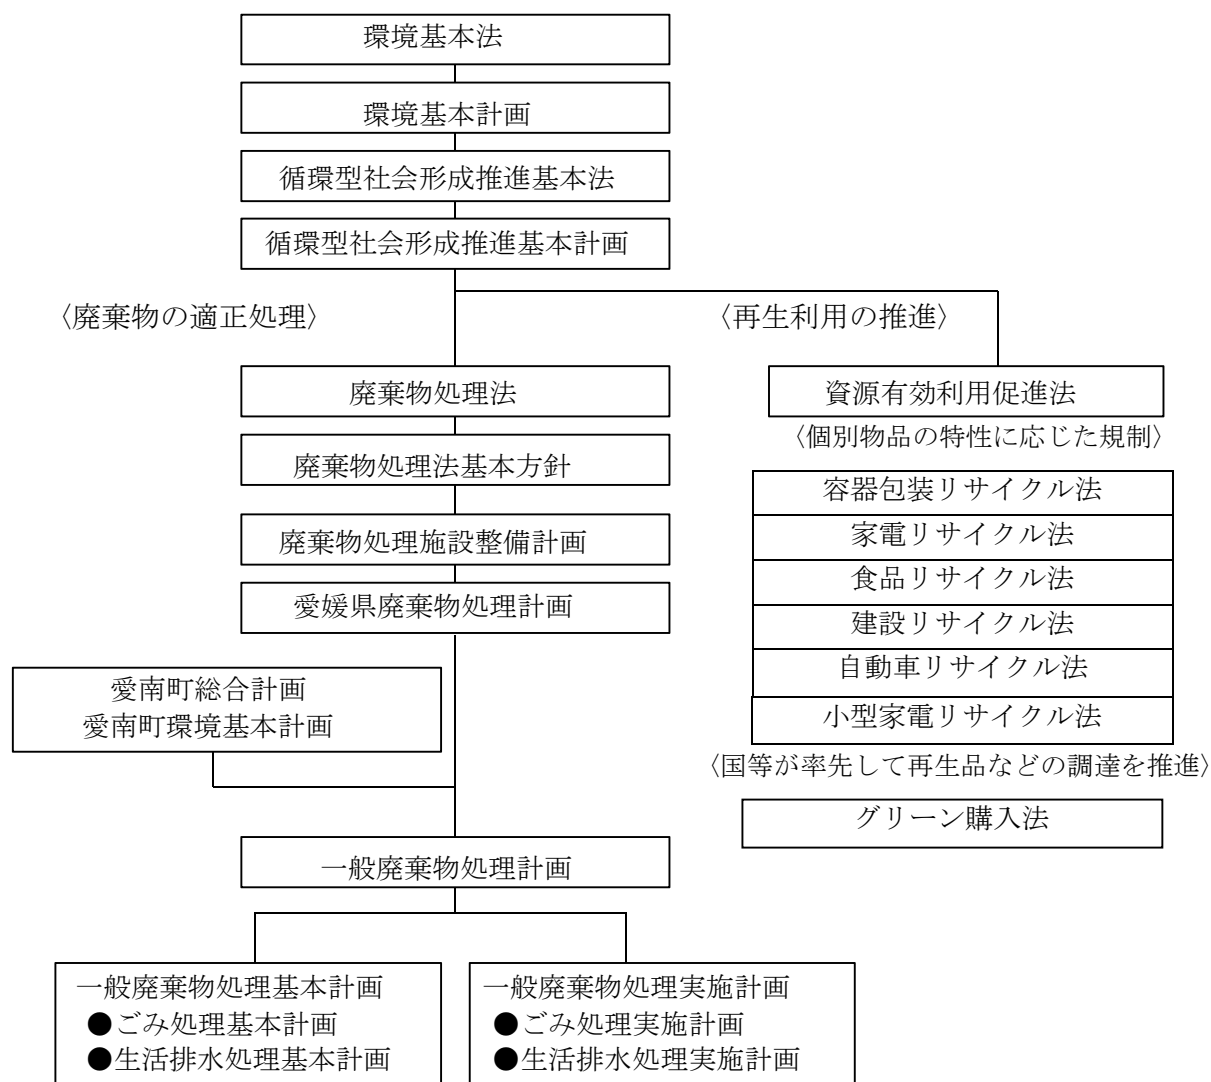 環境基本法
環境基本計画
循環型社会形成推進基本法
循環型社会形成推進基本計画
〈廃棄物の適正処理〉
〈再生利用の推進〉
廃棄物処理法
廃棄物処理法基本方針
廃棄物処理施設整備計画
愛媛県廃棄物処理計画
愛南町総合計画
愛南町環境基本計画
資源有効利用促進法
〈個別物品の特性に応じた規制〉
容器包装リサイクル法
家電リサイクル法
食品リサイクル法
建設リサイクル法
自動車リサイクル法
小型家電リサイクル法
〈国等が率先して再生品などの調達を推進〉
グリーン購入法
一般廃棄物処理計画
一般廃棄物処理基本計画
●ごみ処理基本計画
●生活排水処理基本計画
一般廃棄物処理実施計画
●ごみ処理実施計画
●生活排水処理実施計画